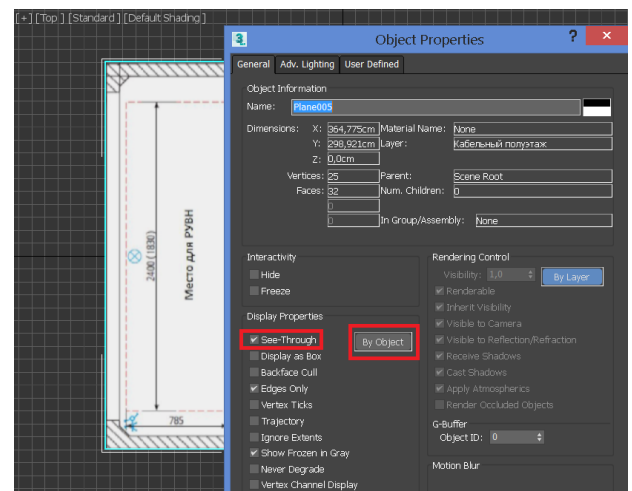 [+] [Top ] [Standard ] [Default Shading ]
3
Object Properties
?
×
General
Adv. Lighting
User Defined
Object Information
Name:
Plane005
Dimensions:
X:
364,775cm
Material Name:
None
Y:
298,921cm
Layer:
Кабельный полуэтаж
Z:
0,0cm
Vertices:
25
Parent:
Scene Root
Faces:
32
Num. Children:
0
0
0
In Group/Assembly:
None
Interactivity
Hide
Freeze
Rendering Control
Visibility:
1,0
By Layer
Renderable
Inherit Visibility
Visible to Camera
Visible to Reflection/Refraction
Receive Shadows
Cast Shadows
Apply Atmospherics
Render Occluded Objects
Display Properties
See-Through
By Object
Display as Box
Backface Cull
Edges Only
Vertex Ticks
Trajectory
Ignore Extents
Show Frozen in Gray
Never Degrade
Vertex Channel Display
G-Buffer
Object ID:
0
Motion Blur
2400 (1830)
Место для РУВН
785